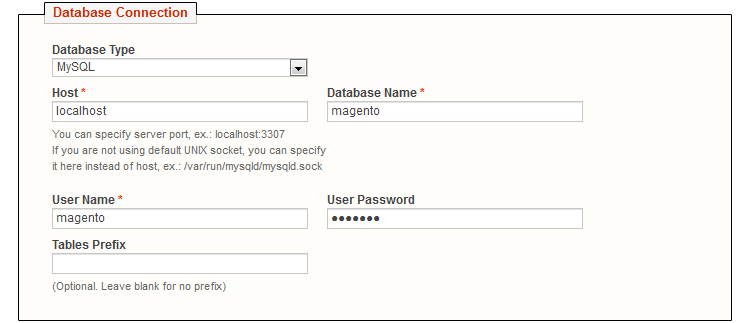 Database Connection
Database Type
MySQL
Host *
Database Name *
localhost
magento
You can specify server port, ex.: localhost:3307
If you are not using default UNIX socket, you can specify
it here instead of host, ex.: /var/run/mysqld/mysqld.sock
User Name *
User Password
magento
●●●●●●●
Tables Prefix
(Optional. Leave blank for no prefix)